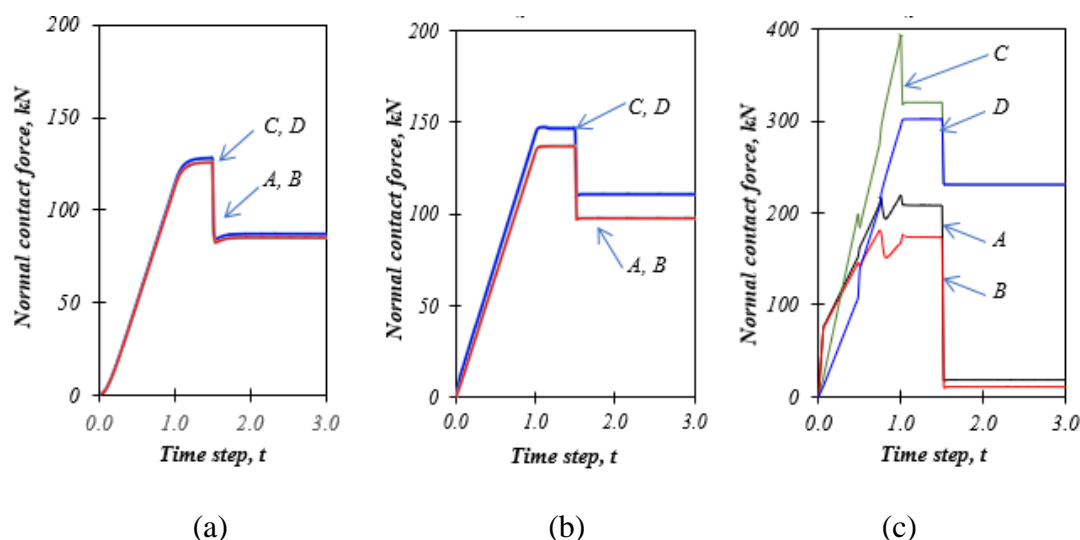 200
150
100
50
0
0.0 1.0 2.0 3.0
Normal contact force, kN
Time step, t
C, D
A, B
(a)
200
150
100
50
0
0.0 1.0 2.0 3.0
Normal contact force, kN
Time step, t
C, D
A, B
(b)
400
300
200
100
0
0.0 1.0 2.0 3.0
Normal contact force, kN
Time step, t
C
D
A
B
(c)